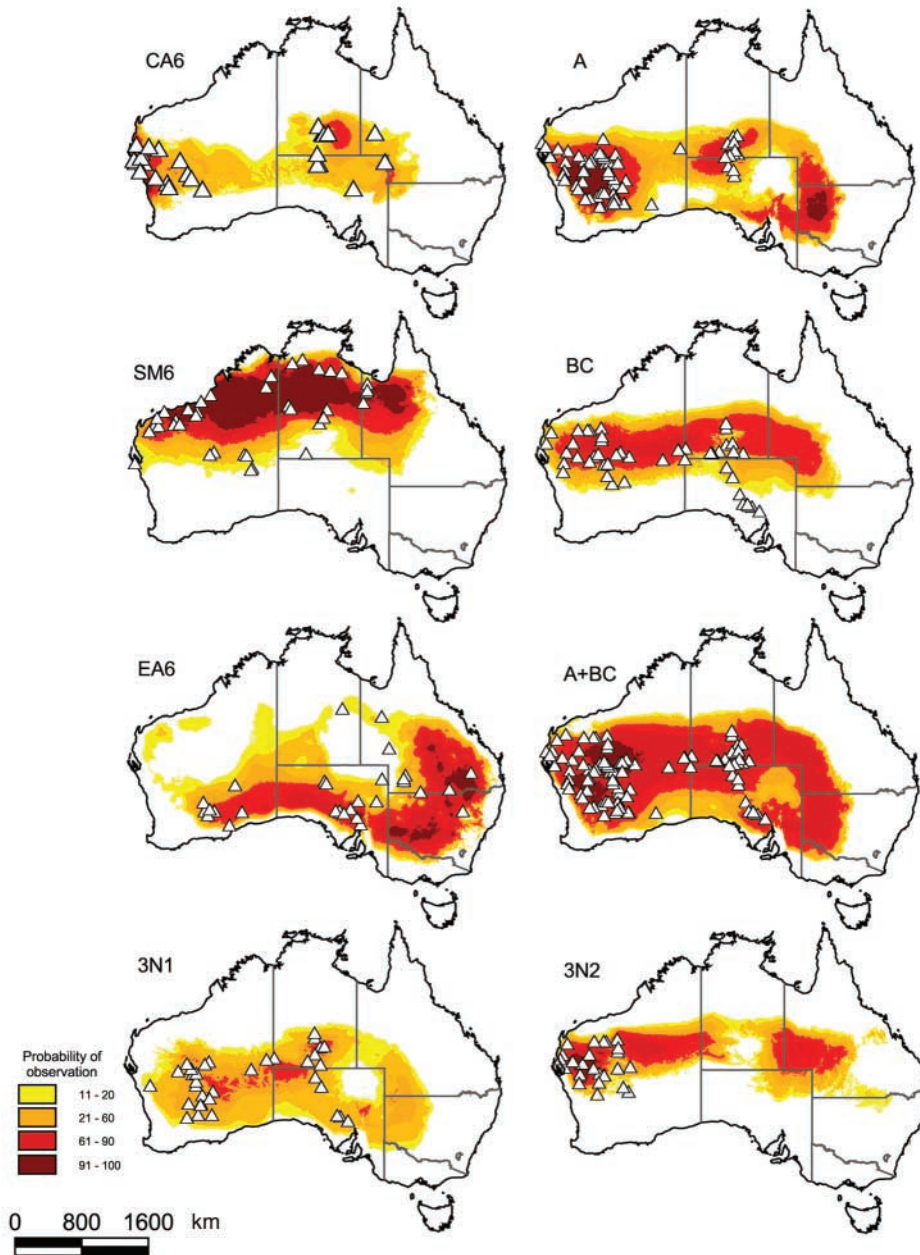 CA6
A
SM6
BC
EA6
A+BC
3N1
3N2
Probability of
observation
11 - 20
21 - 60
61 - 90
91 - 100
0 800 1600 km